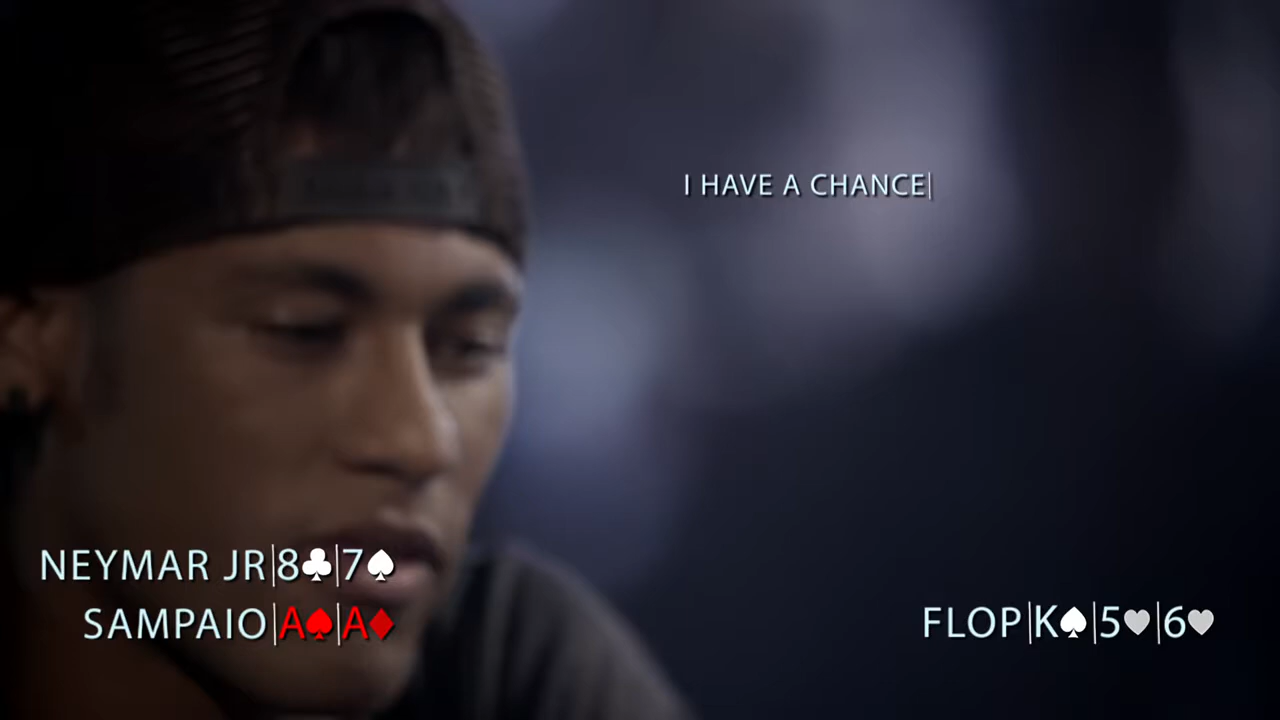 I HAVE A CHANCE|
NEYMAR JR|8♣|7♠
SAMPAIO|A♠|A♦
FLOP|K♠|5♥|6♥